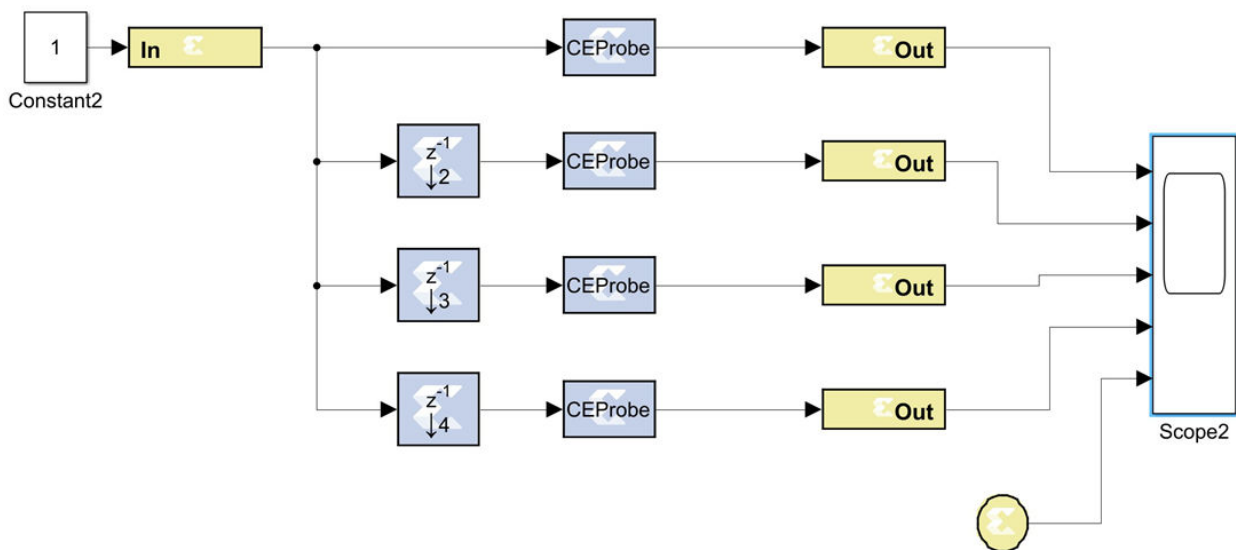 1
Constant2
In
CEProbe
Out
z-1
↓2
CEProbe
Out
z-1
↓3
CEProbe
Out
z-1
↓4
CEProbe
Out
Scope2